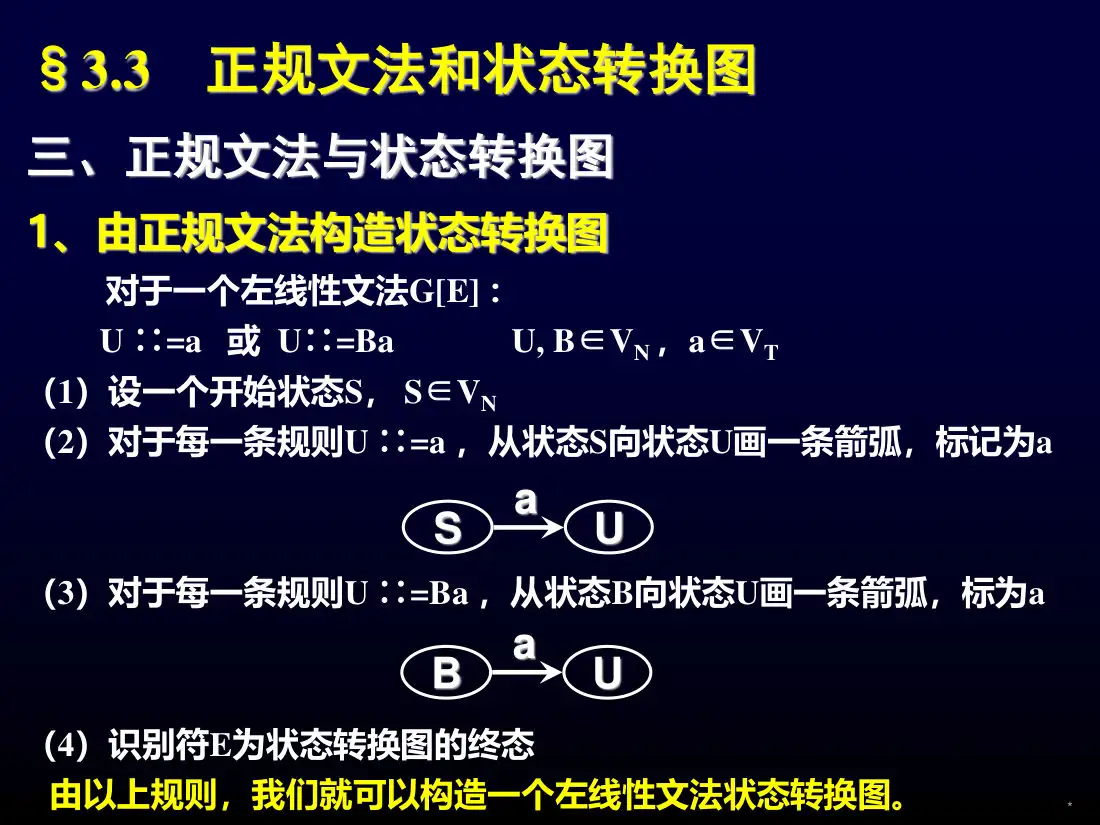 §3.3 正规文法和状态转换图
三、正规文法与状态转换图
1、由正规文法构造状态转换图
对于一个左线性文法G[E]：
U ∷=a 或 U∷=Ba U, B∈VN，a∈VT
（1）设一个开始状态S， S∈VN
（2）对于每一条规则U ∷=a ，从状态S向状态U画一条箭弧，标记为a
S a U
（3）对于每一条规则U ∷=Ba ，从状态B向状态U画一条箭弧，标为a
B a U
（4）识别符E为状态转换图的终态
由以上规则，我们就可以构造一个左线性文法状态转换图。
*